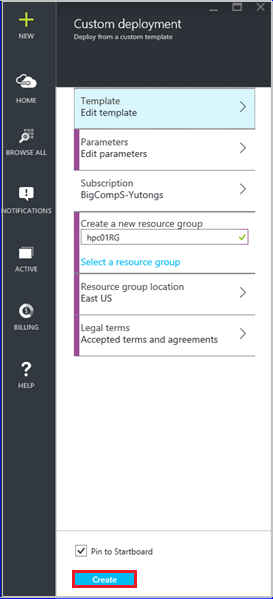 NEW
HOME
BROWSE ALL
NOTIFICATIONS
ACTIVE
BILLING
HELP
Custom deployment
Deploy from a custom template
Template
Edit template
Parameters
Edit parameters
Subscription
BigCompS-Yutongs
Create a new resource group
hpc01RG
Select a resource group
Resource group location
East US
Legal terms
Accepted terms and agreements
Pin to Startboard
Create